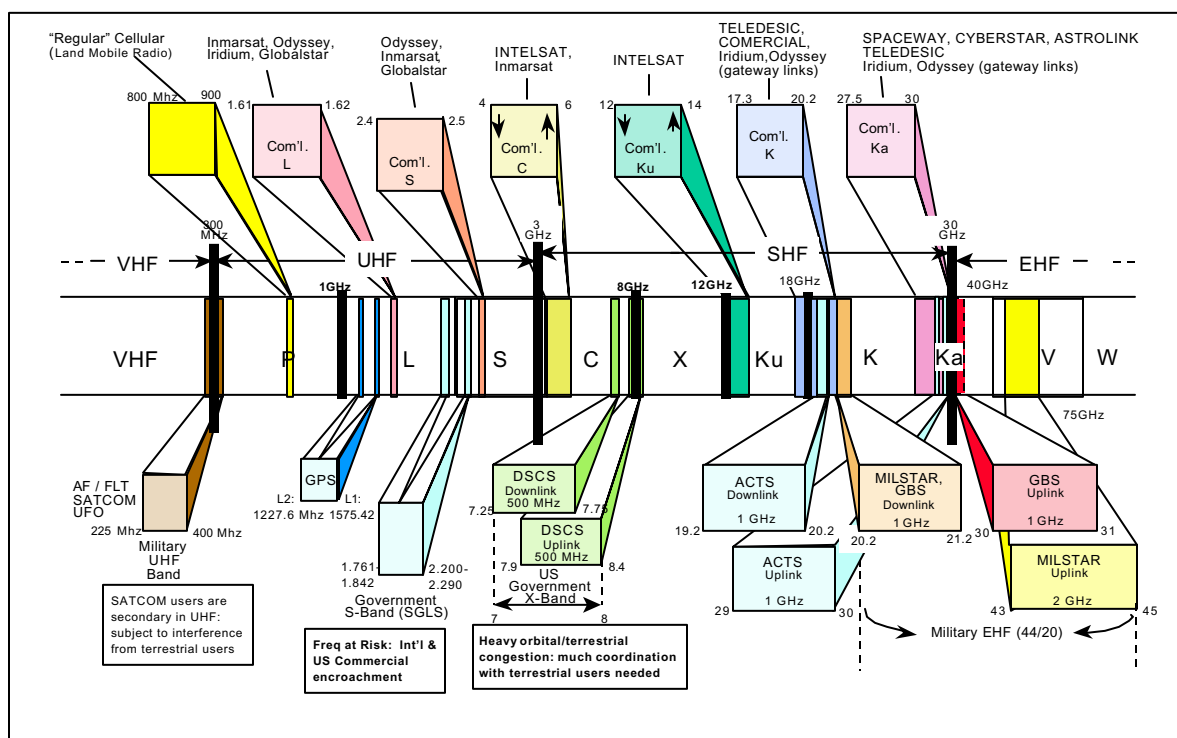 “Regular” Cellular
(Land Mobile Radio)
Inmarsat, Odyssey,
Iridium, Globalstar
Odyssey,
Inmarsat,
Globalstar
INTELSAT,
Inmarsat
INTELSAT
TELEDESIC,
COMERCIAL,
Iridium,Odyssey
(gateway links)
SPACEWAY, CYBERSTAR, ASTROLINK
TELEDESIC
Iridium, Odyssey (gateway links)
800 Mhz
900
1.61
1.62
2.4
2.5
4
6
12
14
17.3
20.2
27.5
30
Com'l.
L
Com'l.
S
Com'l.
C
Com'l.
Ku
Com'l.
K
Com'l.
Ka
300
MHz
3
GHz
30
GHz
VHF
UHF
SHF
EHF
1GHz
8GHz
12GHz
18GHz
40GHz
VHF
P
L
S
C
X
Ku
K
Ka
V
W
75GHz
AF / FLT
SATCOM
UFO
225 Mhz
400 Mhz
Military
UHF
Band
GPS
L2:
1227.6 Mhz
L1:
1575.42
1.761-
1.842
2.200-
2.290
Government
S-Band (SGLS)
DSCS
Downlink
500 MHz
7.25
7.75
DSCS
Uplink
500 MHz
7.9
8.4
US
Government
X-Band
7
8
ACTS
Downlink
1 GHz
19.2
20.2
ACTS
Uplink
1 GHz
29
30
MILSTAR,
GBS
Downlink
1 GHz
20.2
21.2
GBS
Uplink
1 GHz
30
31
MILSTAR
Uplink
2 GHz
43
45
Military EHF (44/20)
SATCOM users are
secondary in UHF:
subject to interference
from terrestrial users
Freq at Risk: Int'l &
US Commercial
encroachment
Heavy orbital/terrestrial
congestion: much coordination
with terrestrial users needed